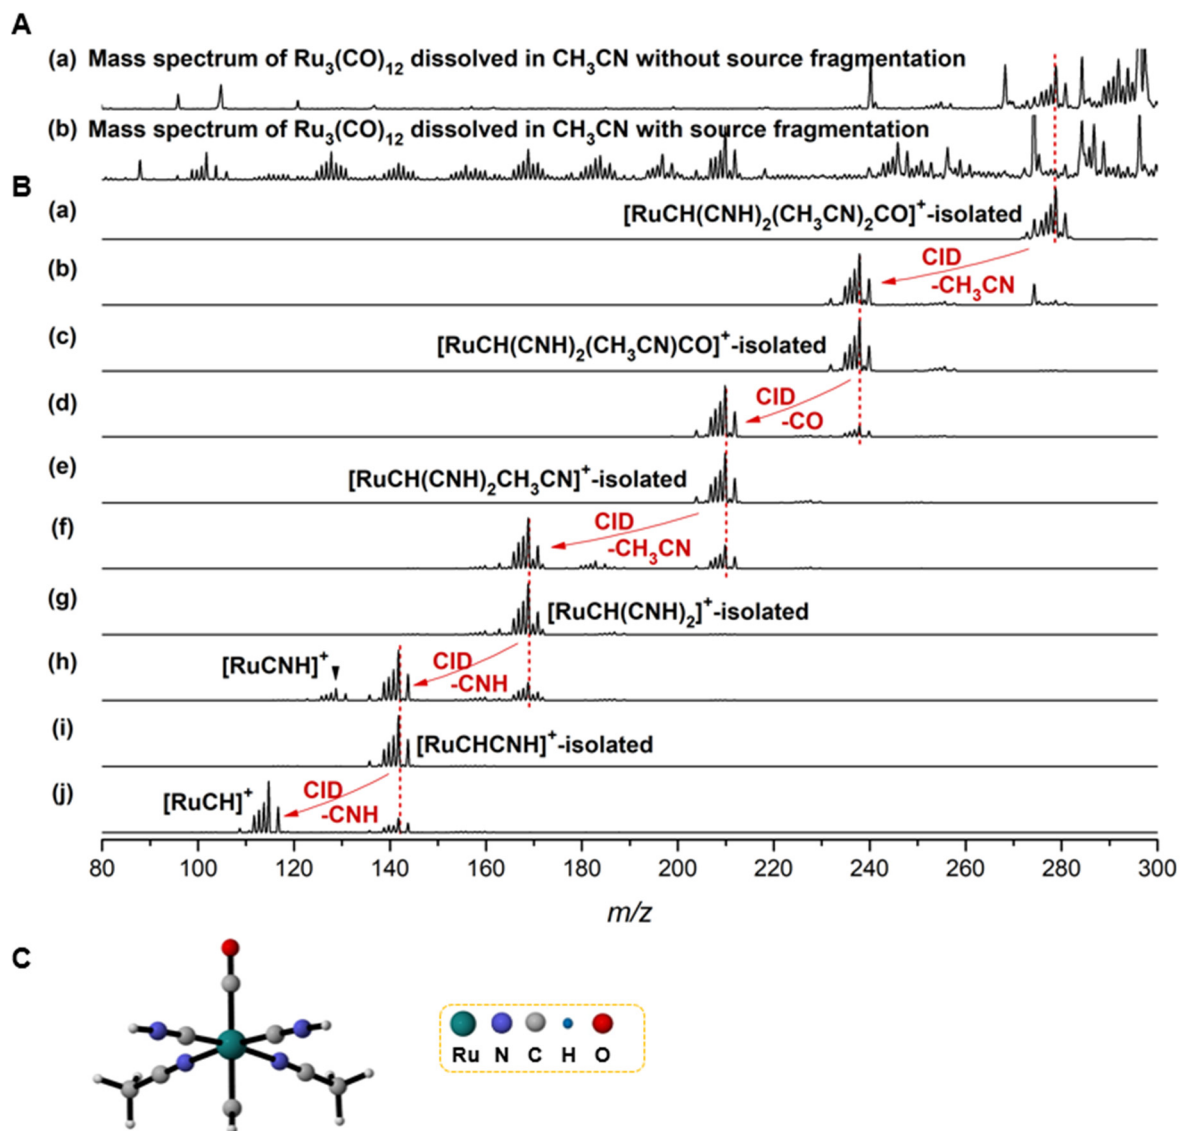 A
(a) Mass spectrum of Ru3(CO)12 dissolved in CH3CN without source fragmentation
(b) Mass spectrum of Ru3(CO)12 dissolved in CH3CN with source fragmentation
B
(a) [RuCH(CNH)2(CH3CN)2CO]+-isolated
(b) CID
-CH3CN
(c) [RuCH(CNH)2(CH3CN)CO]+-isolated
(d) CID
-CO
(e) [RuCH(CNH)2CH3CN]+-isolated
(f) CID
-CH3CN
(g) [RuCH(CNH)2]+-isolated
(h) [RuCNH]+ CID
-CNH
(i) [RuCHCNH]+-isolated
(j) [RuCH]+ CID
-CNH
80 100 120 140 160 180 200 220 240 260 280 300
m/z
C
Ru N C H O